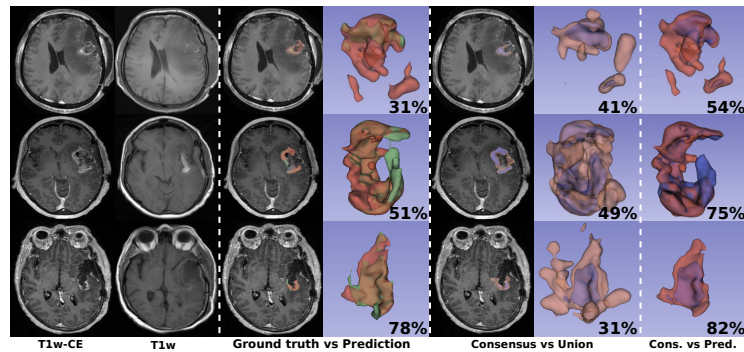 31% 41% 54%
51% 49% 75%
78% 31% 82%
T1w-CE T1w Ground truth vs Prediction Consensus vs Union Cons. vs Pred.